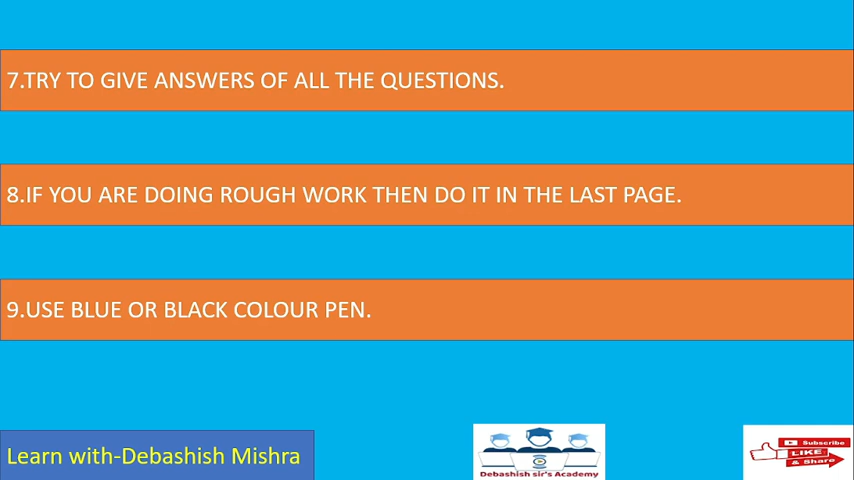 7.TRY TO GIVE ANSWERS OF ALL THE QUESTIONS.
8.IF YOU ARE DOING ROUGH WORK THEN DO IT IN THE LAST PAGE.
9.USE BLUE OR BLACK COLOUR PEN.
Learn with-Debashish Mishra
Debashish sir's Academy
Subscribe
LIKE
& Share